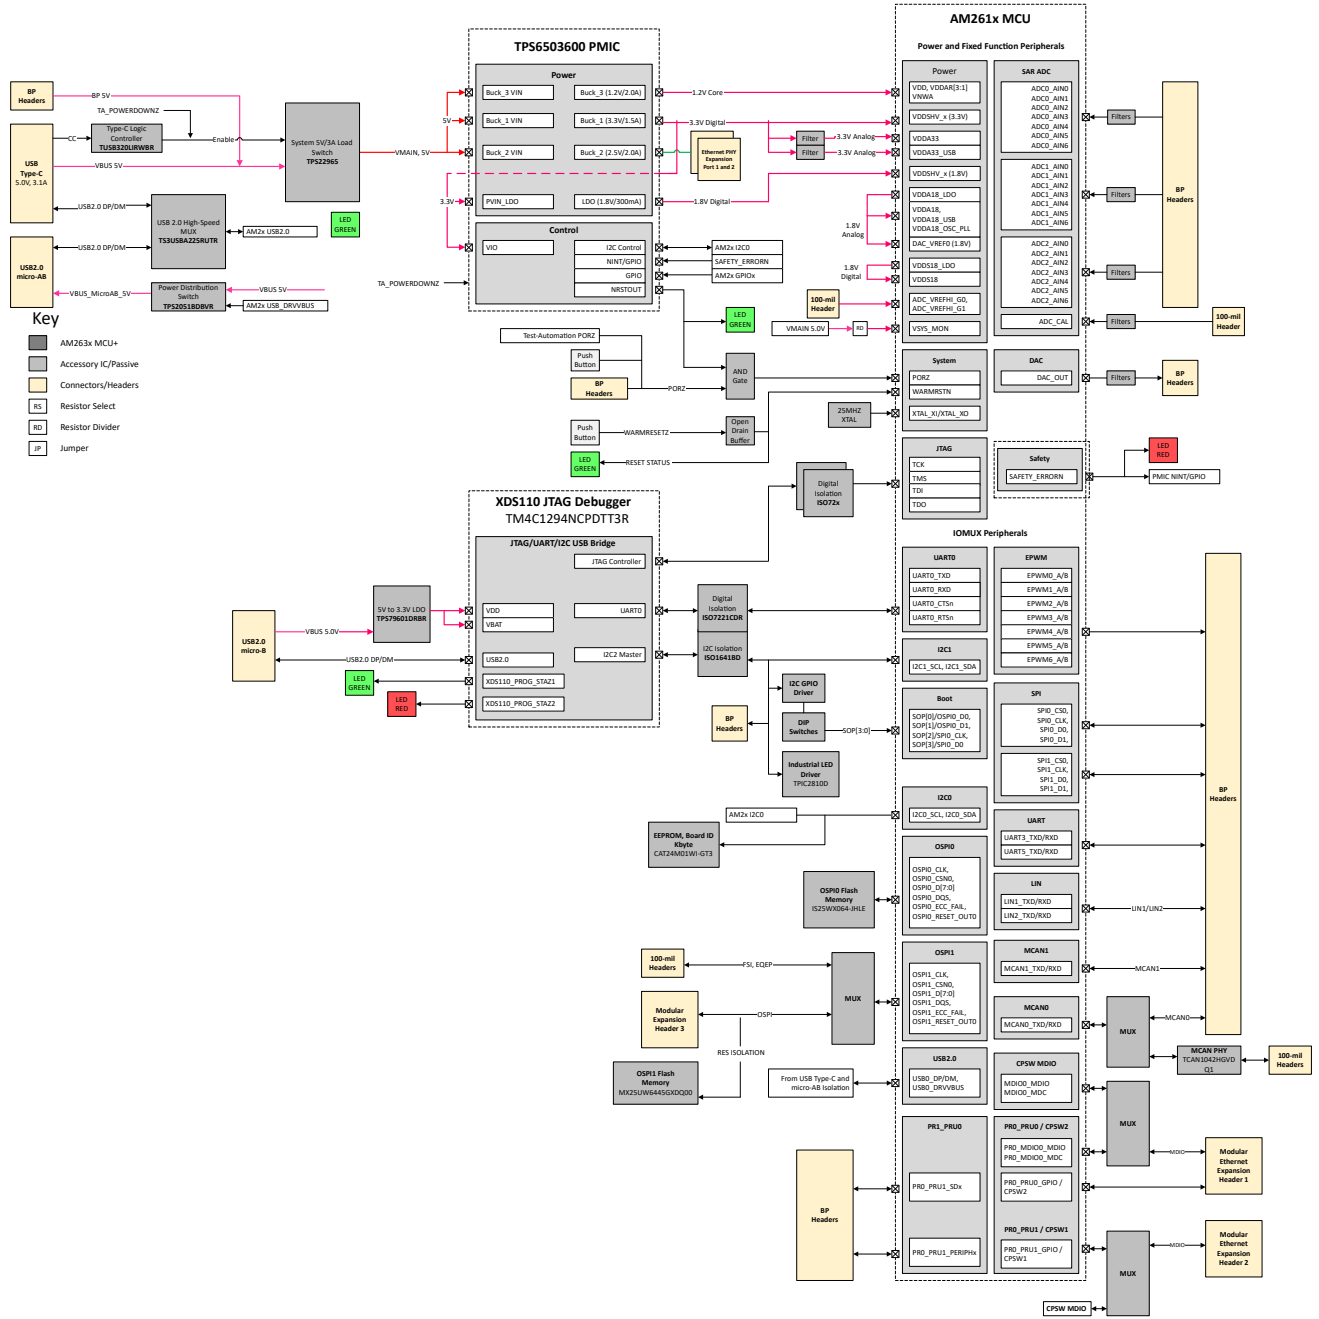 AM261x MCU
Power and Fixed Function Peripherals
TPS6503600 PMIC
Power
Buck_3 VIN
Buck_3 (1.2V/2.0A)
Buck_1 VIN
Buck_1 (3.3V/1.5A)
Buck_2 VIN
Buck_2 (2.5V/2.0A)
PVIN_LDO
LDO (1.8V/300mA)
Control
VIO
I2C Control
NINT/GPIO
GPIO
NRSTOUT
BP
Headers
BP 5V
TA_POWERDOWNZ
USB
Type-C
5.0V, 3.1A
CC
Type-C Logic
Controller
TUSB320LIRWBR
Enable
System 5V/3A Load
Switch
TPS22965
VBUS 5V
VMAIN, 5V
5V
3.3V
USB2.0 DP/DM
USB 2.0 High-Speed
MUX
TS3USBA225RUTR
AM2x USB2.0
LED
GREEN
USB2.0
micro-AB
USB2.0 DP/DM
VBUS_MicroAB_5V
Power Distribution
Switch
TPS2051BDBVR
VBUS 5V
AM2x USB_DRVVBUS
TA_POWERDOWNZ
Key
AM263x MCU+
Accessory IC/Passive
Connectors/Headers
RS
Resistor Select
RD
Resistor Divider
JP
Jumper
1.2V Core
3.3V Digital
Ethernet PHY
Expansion
Port 1 and 2
Filter
3.3V Analog
Filter
3.3V Analog
1.8V Digital
AM2x I2C0
SAFETY_ERRORN
AM2x GPIOx
1.8V
Analog
1.8V
Digital
100-mil
Header
VMAIN 5.0V
RD
LED
GREEN
Power
VDD, VDDAR[3:1]
VNWA
VDDSHV_x (3.3V)
VDDA33
VDDA33_USB
VDDSHV_x (1.8V)
VDDA18_LDO
VDDA18,
VDDA18_USB
VDDA18_OSC_PLL
DAC_VREF0 (1.8V)
VDDS18_LDO
VDDS18
ADC_VREFHI_G0,
ADC_VREFHI_G1
VSYS_MON
SAR ADC
ADC0_AIN0
ADC0_AIN1
ADC0_AIN2
ADC0_AIN3
ADC0_AIN4
ADC0_AIN5
ADC0_AIN6
ADC1_AIN0
ADC1_AIN1
ADC1_AIN2
ADC1_AIN3
ADC1_AIN4
ADC1_AIN5
ADC1_AIN6
ADC2_AIN0
ADC2_AIN1
ADC2_AIN2
ADC2_AIN3
ADC2_AIN4
ADC2_AIN5
ADC2_AIN6
ADC_CAL
Filters
Filters
Filters
Filters
BP
Headers
100-mil
Header
System
PORZ
WARMRSTN
XTAL_XI/XTAL_XO
DAC
DAC_OUT
Filters
BP
Headers
Test-Automation PORZ
Push
Button
BP
Headers
PORZ
AND
Gate
25MHZ
XTAL
Push
Button
WARMRESETZ
Open
Drain
Buffer
LED
GREEN
RESET STATUS
JTAG
TCK
TMS
TDI
TDO
Digital
Isolation
ISO72x
Safety
SAFETY_ERRORN
LED
RED
PMIC NINT/GPIO
XDS110 JTAG Debugger
TM4C1294NCPDTT3R
JTAG/UART/I2C USB Bridge
JTAG Controller
VDD
VBAT
UART0
I2C2 Master
USB2.0
XDS110_PROG_STAZ1
XDS110_PROG_STAZ2
5V to 3.3V LDO
TPS79601DRBR
USB2.0
micro-B
VBUS 5.0V
USB2.0 DP/DM
LED
GREEN
LED
RED
Digital
Isolation
ISO7221CDR
I2C Isolation
ISO1641BD
I2C GPIO
Driver
DIP
Switches
SOP[3:0]
BP
Headers
Industrial LED
Driver
TPIC2810D
IOMUX Peripherals
UART0
UART0_TXD
UART0_RXD
UART0_CTSn
UART0_RTSn
I2C1
I2C1_SCL, I2C1_SDA
Boot
SOP[0]/OSPI0_D0,
SOP[1]/OSPI0_D1,
SOP[2]/SPI0_CLK,
SOP[3]/SPI0_D0
EPWM
EPWM0_A/B
EPWM1_A/B
EPWM2_A/B
EPWM3_A/B
EPWM4_A/B
EPWM5_A/B
EPWM6_A/B
SPI
SPI0_CS0,
SPI0_CLK,
SPI0_D0,
SPI0_D1,
SPI1_CS0,
SPI1_CLK,
SPI1_D0,
SPI1_D1,
BP
Headers
AM2x I2C0
EEPROM, Board ID
Kbyte
CAT24M01WI-GT3
I2C0
I2C0_SCL, I2C0_SDA
UART
UART3_TXD/RXD
UART5_TXD/RXD
OSPI0 Flash
Memory
IS25WX064-JHLE
OSPI0
OSPI0_CLK,
OSPI0_CSN0,
OSPI0_D[7:0]
OSPI0_DQS,
OSPI0_ECC_FAIL,
OSPI0_RESET_OUT0
LIN
LIN1_TXD/RXD
LIN2_TXD/RXD
LIN1/LIN2
100-mil
Headers
FSI, EQEP
MUX
Modular
Expansion
Header 3
OSPI
RES ISOLATION
OSPI1 Flash
Memory
MX25UW6445GXDQ00
OSPI1
OSPI1_CLK,
OSPI1_CSN0,
OSPI1_D[7:0]
OSPI1_DQS,
OSPI1_ECC_FAIL,
OSPI1_RESET_OUT0
MCAN1
MCAN1_TXD/RXD
MCAN1
MCAN0
MCAN0_TXD/RXD
MUX
MCAN0
MCAN PHY
TCAN1042HGVD
Q1
100-mil
Headers
From USB Type-C and
micro-AB Isolation
USB2.0
USB0_DP/DM,
USB0_DRVVBUS
CPSW MDIO
MDIO0_MDIO
MDIO0_MDC
MUX
PR1_PRU0
PR0_PRU1_SDx
PR0_PRU1_PERIPHx
PR0_PRU0 / CPSW2
PR0_MDIO0_MDIO
PR0_MDIO0_MDC
PR0_PRU0_GPIO /
CPSW2
MDIO
Modular
Ethernet
Expansion
Header 1
BP
Headers
PR0_PRU1 / CPSW1
PR0_PRU1_GPIO /
CPSW1
MUX
MDIO
Modular
Ethernet
Expansion
Header 2
CPSW MDIO